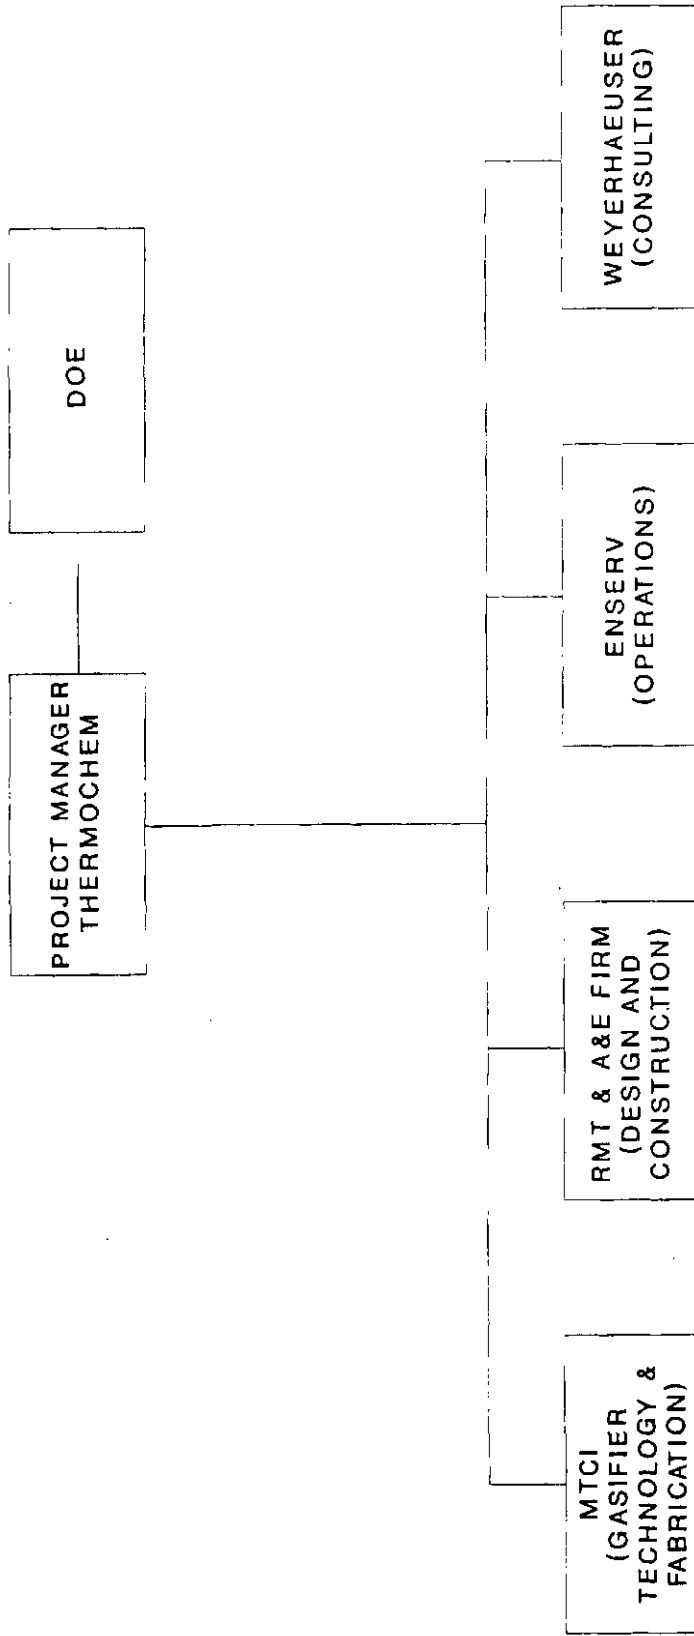 PROJECT MANAGER
THERMOCHEM
DOE
MTCI
(GASIFIER
TECHNOLOGY &
FABRICATION)
RMT & A&E FIRM
(DESIGN AND
CONSTRUCTION)
ENSERV
(OPERATIONS)
WEYERHAEUSER
(CONSULTING)